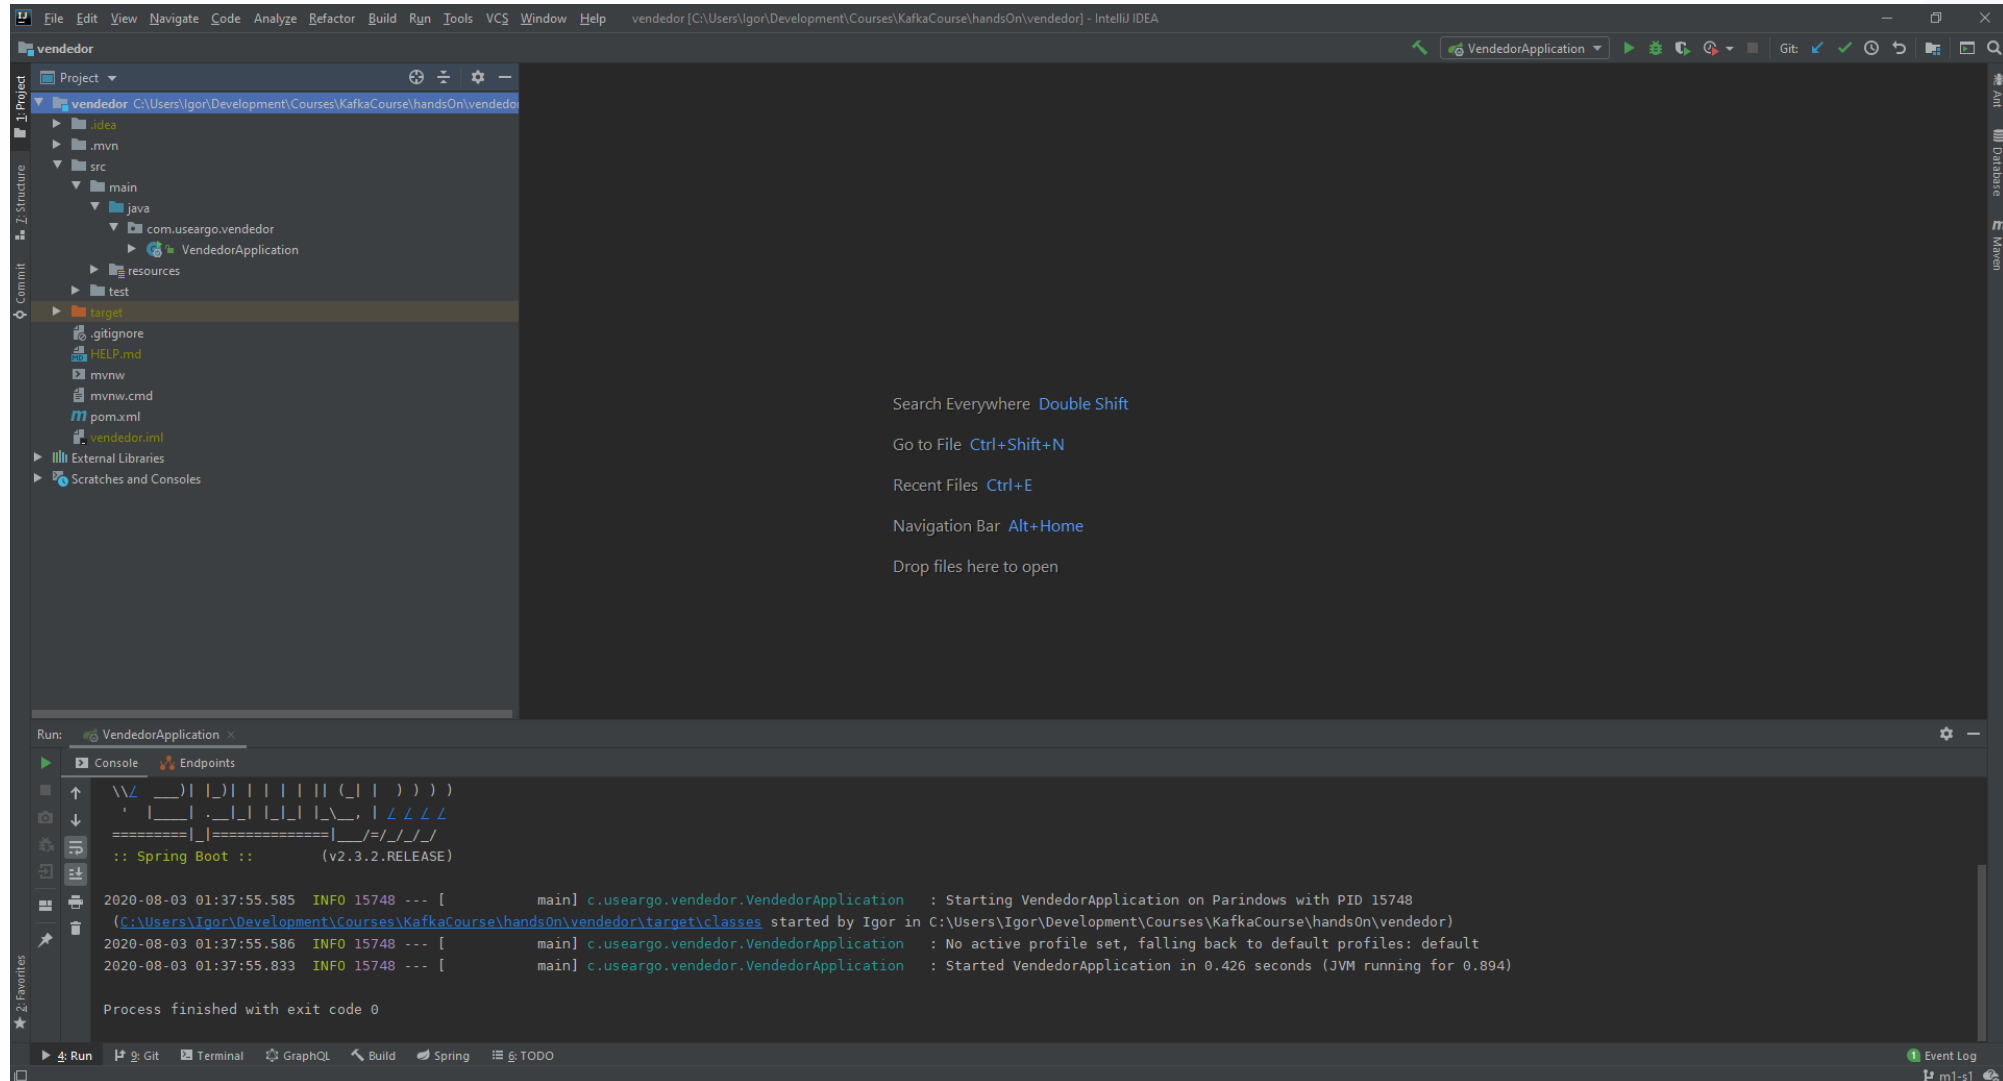 File Edit View Navigate Code Analyze Refactor Build Run Tools VCS Window Help vendedor [C:\Users\Igor\Development\Courses\KafkaCourse\handsOn\vendedor] - IntelliJ IDEA
vendedor
VendedorApplication
Git:
Project
1: Project
7: Structure
Commit
2: Favorites
Ant
Database
Maven
vendedor C:\Users\Igor\Development\Courses\KafkaCourse\handsOn\vendedor
.idea
.mvn
src
main
java
com.useargo.vendedor
VendedorApplication
resources
test
target
.gitignore
HELP.md
mvnw
mvnw.cmd
pom.xml
vendedor.iml
External Libraries
Scratches and Consoles
Search Everywhere Double Shift
Go to File Ctrl+Shift+N
Recent Files Ctrl+E
Navigation Bar Alt+Home
Drop files here to open
Run: VendedorApplication
Console Endpoints
 \\/  ___)| |_)| | | | | || (_| |  ) ) ) )
  '  |____| .__|_| |_|_| |_\__, | / / / /
 =========|_|==============|___/=/_/_/_/
 :: Spring Boot ::        (v2.3.2.RELEASE)
2020-08-03 01:37:55.585  INFO 15748 --- [           main] c.useargo.vendedor.VendedorApplication   : Starting VendedorApplication on Parindows with PID 15748
 (C:\Users\Igor\Development\Courses\KafkaCourse\handsOn\vendedor\target\classes started by Igor in C:\Users\Igor\Development\Courses\KafkaCourse\handsOn\vendedor)
2020-08-03 01:37:55.586  INFO 15748 --- [           main] c.useargo.vendedor.VendedorApplication   : No active profile set, falling back to default profiles: default
2020-08-03 01:37:55.833  INFO 15748 --- [           main] c.useargo.vendedor.VendedorApplication   : Started VendedorApplication in 0.426 seconds (JVM running for 0.894)
Process finished with exit code 0
4: Run 9: Git Terminal GraphQL Build Spring 6: TODO 1 Event Log
m1-s1